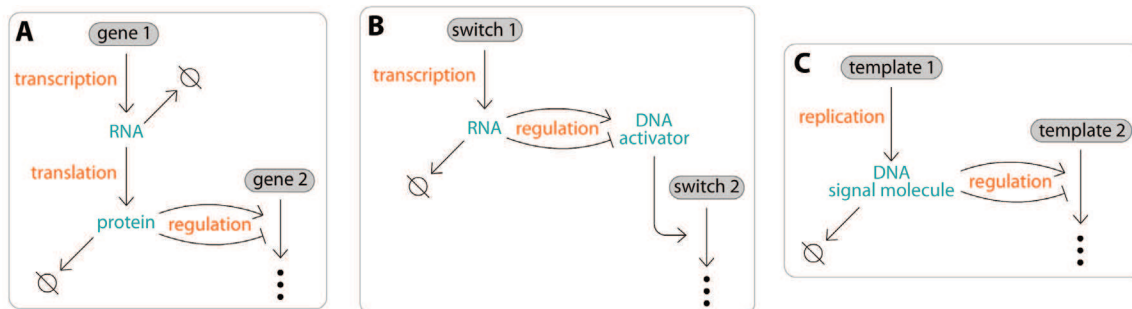 A
gene 1
transcription
RNA
translation
gene 2
protein
regulation
B
switch 1
transcription
RNA
regulation
DNA
activator
switch 2
C
template 1
replication
template 2
DNA
signal molecule
regulation